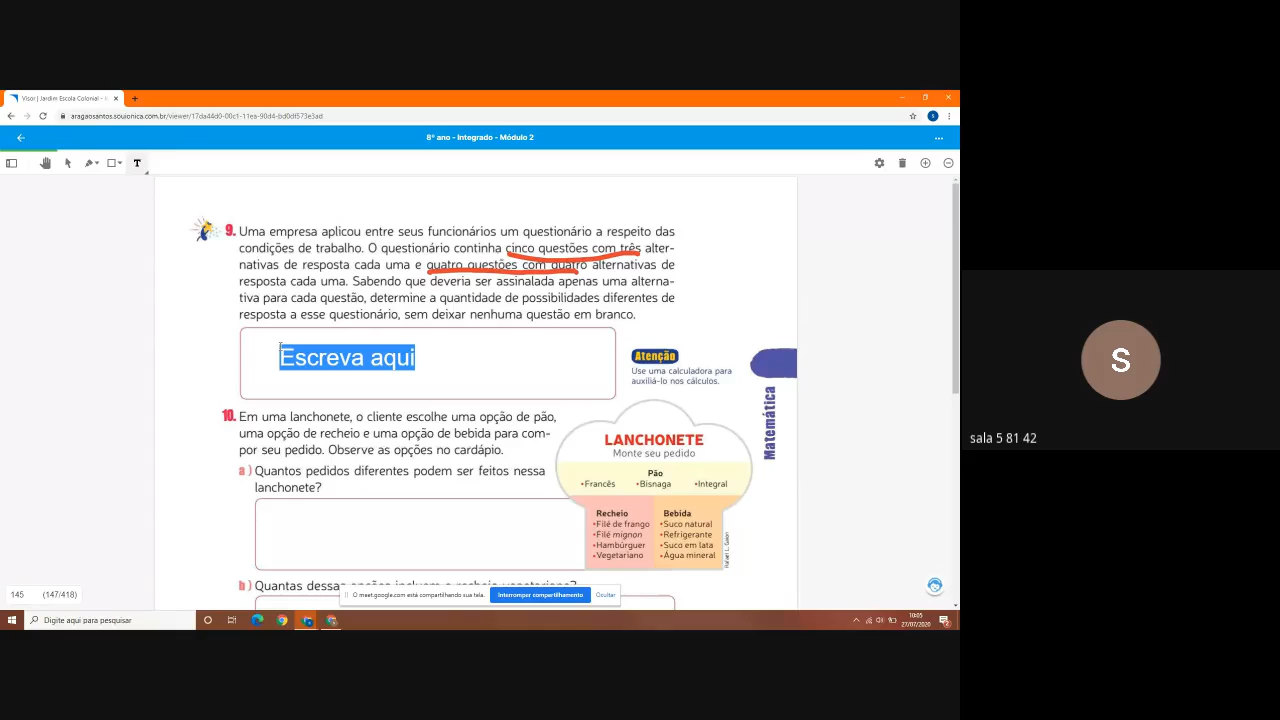 Visor | Jardim Escola Colonial - I
aragaosantos.souionica.com.br/viewer/17da44d0-00c1-11ea-90d4-bd0df573e3ad
8º ano - Integrado - Módulo 2
T
9. Uma empresa aplicou entre seus funcionários um questionário a respeito das
condições de trabalho. O questionário continha cinco questões com três alter-
nativas de resposta cada uma e quatro questões com quatro alternativas de
resposta cada uma. Sabendo que deveria ser assinalada apenas uma alterna-
tiva para cada questão, determine a quantidade de possibilidades diferentes de
resposta a esse questionário, sem deixar nenhuma questão em branco.
Escreva aqui
Atenção
Use uma calculadora para
auxiliá-lo nos cálculos.
Matemática
10. Em uma lanchonete, o cliente escolhe uma opção de pão,
uma opção de recheio e uma opção de bebida para com-
por seu pedido. Observe as opções no cardápio.
a) Quantos pedidos diferentes podem ser feitos nessa
lanchonete?
LANCHONETE
Monte seu pedido
Pão
•Francês •Bisnaga •Integral
Recheio
•Filé de frango
•Filé mignon
•Hambúrguer
•Vegetariano
Bebida
•Suco natural
•Refrigerante
•Suco em lata
•Água mineral
b) Quantas dessas opções incluem o recheio vegetariano?
O meet.google.com está compartilhando sua tela. Interromper compartilhamento Ocultar
145 (147/418)
Digite aqui para pesquisar
10:05
27/07/2020
S
sala 5 81 42